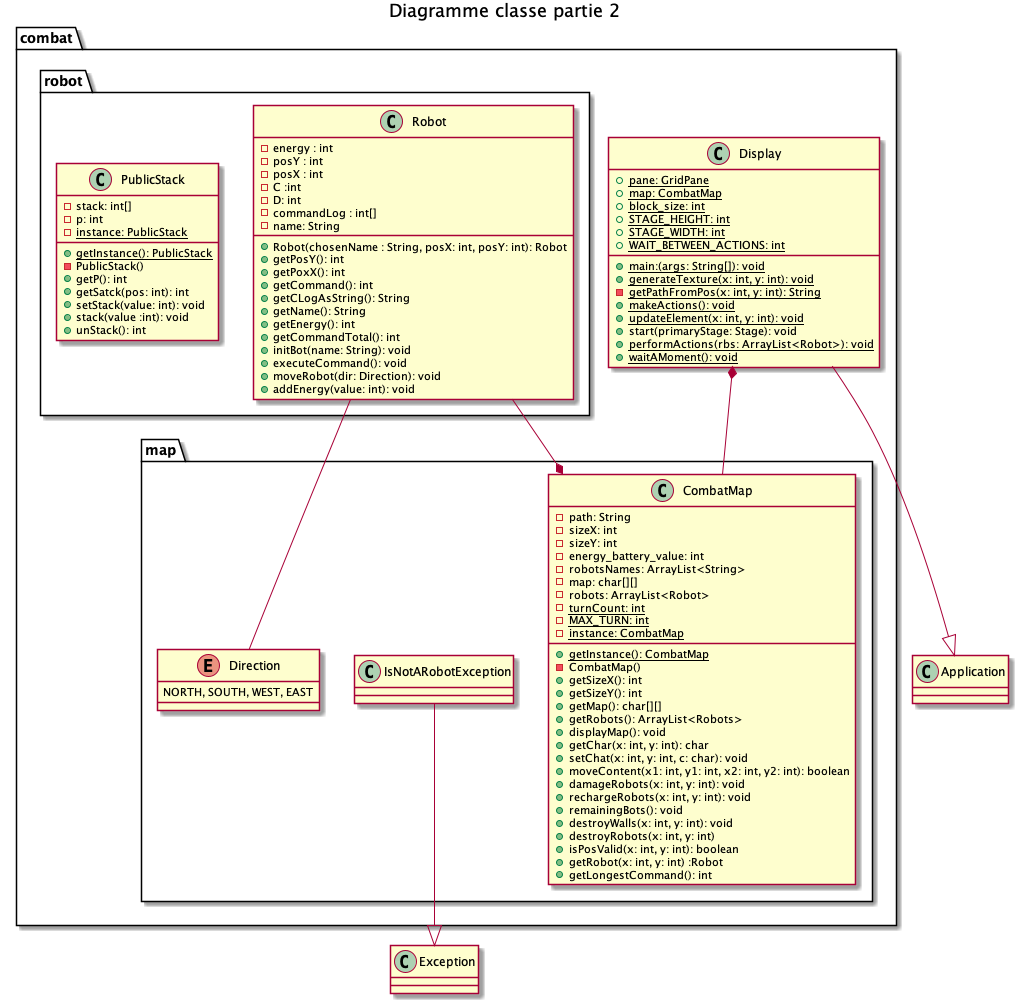 Diagramme classe partie 2
combat
robot
C PublicStack
stack: int[]
p: int
instance: PublicStack
getInstance(): PublicStack
PublicStack()
getP(): int
getSatck(pos: int): int
setStack(value: int): void
stack(value :int): void
unStack(): int
C Robot
energy : int
posY : int
posX : int
C :int
D: int
commandLog : int[]
name: String
Robot(chosenName : String, posX: int, posY: int): Robot
getPosY(): int
getPoxX(): int
getCommand(): int
getCLogAsString(): String
getName(): String
getEnergy(): int
getCommandTotal(): int
initBot(name: String): void
executeCommand(): void
moveRobot(dir: Direction): void
addEnergy(value: int): void
C Display
pane: GridPane
map: CombatMap
block_size: int
STAGE_HEIGHT: int
STAGE_WIDTH: int
WAIT_BETWEEN_ACTIONS: int
main:(args: String[]): void
generateTexture(x: int, y: int): void
getPathFromPos(x: int, y: int): String
makeActions(): void
updateElement(x: int, y: int): void
start(primaryStage: Stage): void
performActions(rbs: ArrayList<Robot>): void
waitAMoment(): void
map
E Direction
NORTH, SOUTH, WEST, EAST
C IsNotARobotException
C CombatMap
path: String
sizeX: int
sizeY: int
energy_battery_value: int
robotsNames: ArrayList<String>
map: char[][]
robots: ArrayList<Robot>
turnCount: int
MAX_TURN: int
instance: CombatMap
getInstance(): CombatMap
CombatMap()
getSizeX(): int
getSizeY(): int
getMap(): char[][]
getRobots(): ArrayList<Robots>
displayMap(): void
getChar(x: int, y: int): char
setChat(x: int, y: int, c: char): void
moveContent(x1: int, y1: int, x2: int, y2: int): boolean
damageRobots(x: int, y: int): void
rechargeRobots(x: int, y: int): void
remainingBots(): void
destroyWalls(x: int, y: int): void
destroyRobots(x: int, y: int)
isPosValid(x: int, y: int): boolean
getRobot(x: int, y: int) :Robot
getLongestCommand(): int
C Application
C Exception